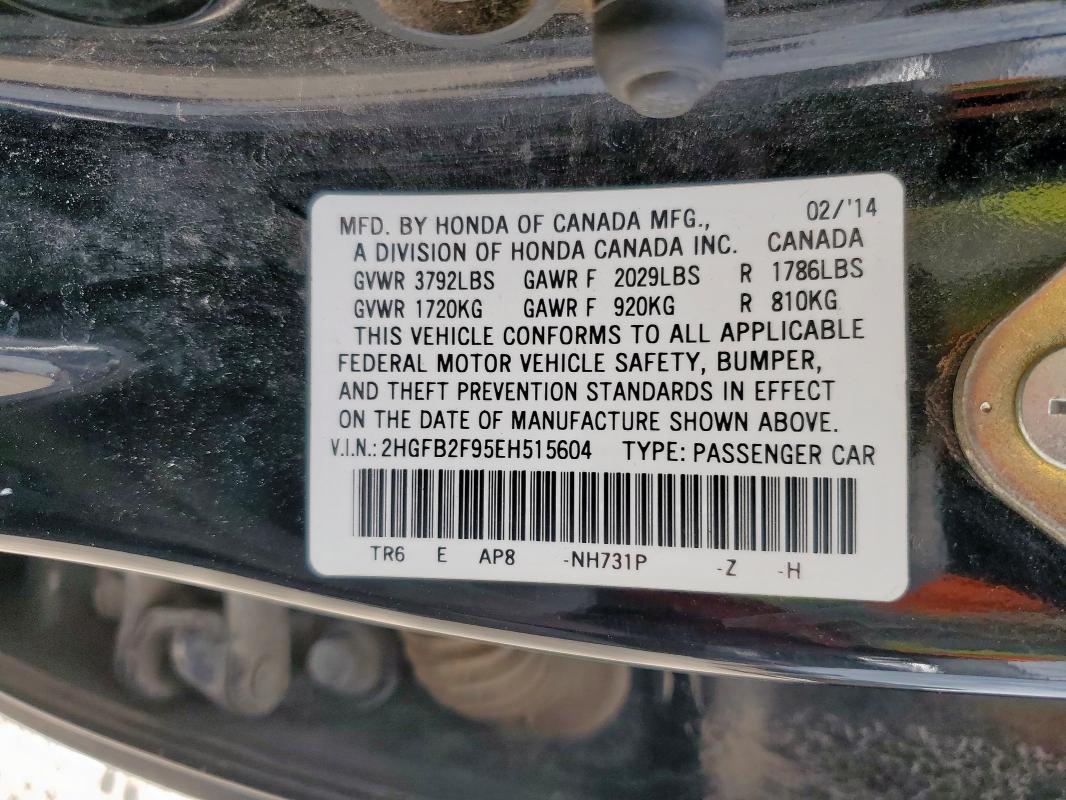 MFD. BY HONDA OF CANADA MFG., 02/'14
A DIVISION OF HONDA CANADA INC. CANADA
GVWR 3792LBS GAWR F 2029LBS R 1786LBS
GVWR 1720KG GAWR F 920KG R 810KG
THIS VEHICLE CONFORMS TO ALL APPLICABLE
FEDERAL MOTOR VEHICLE SAFETY, BUMPER,
AND THEFT PREVENTION STANDARDS IN EFFECT
ON THE DATE OF MANUFACTURE SHOWN ABOVE.
V.I.N.: 2HGFB2F95EH515604 TYPE: PASSENGER CAR
TR6 E AP8 -NH731P -Z -H